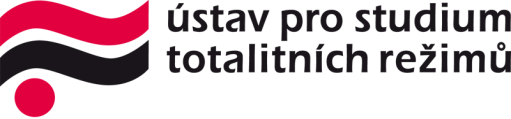 ústav pro studium
totalitních režimů